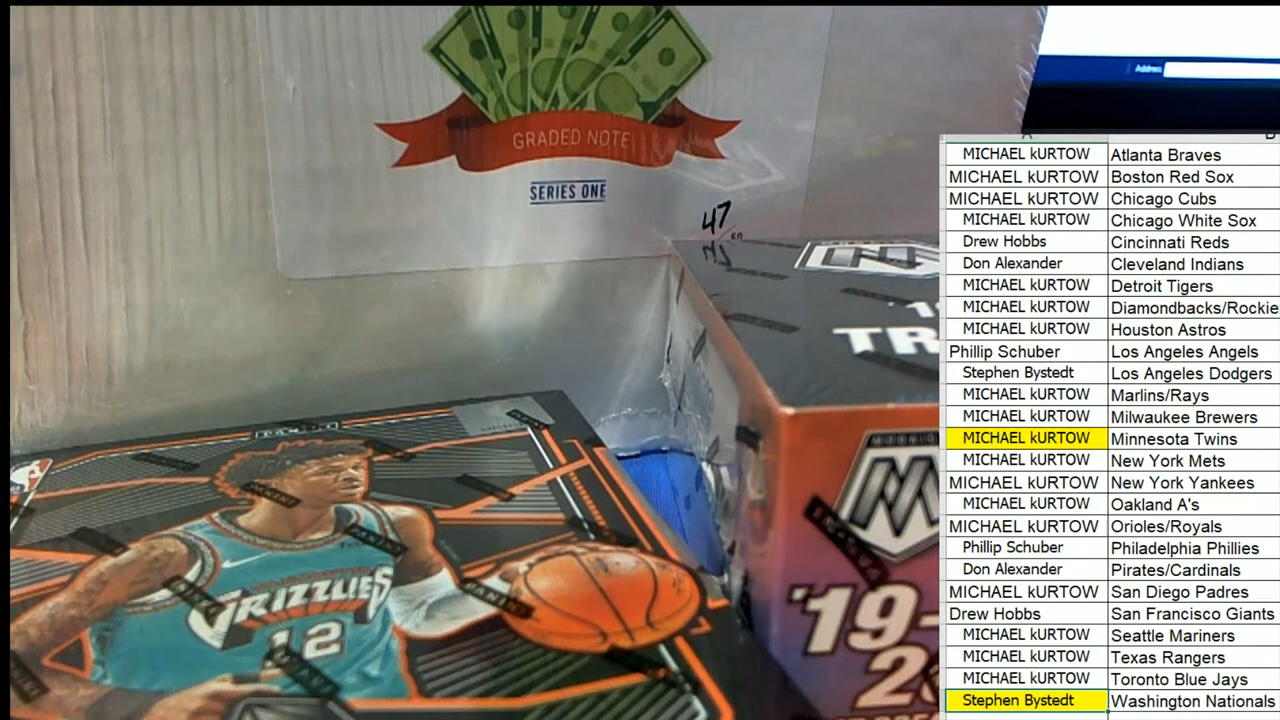 GRADED NOTE
SERIES ONE
47
50
Address
A B
MICHAEL kURTOW Atlanta Braves
MICHAEL kURTOW Boston Red Sox
MICHAEL kURTOW Chicago Cubs
MICHAEL kURTOW Chicago White Sox
Drew Hobbs Cincinnati Reds
Don Alexander Cleveland Indians
MICHAEL kURTOW Detroit Tigers
MICHAEL kURTOW Diamondbacks/Rockie
MICHAEL kURTOW Houston Astros
Phillip Schuber Los Angeles Angels
Stephen Bystedt Los Angeles Dodgers
MICHAEL kURTOW Marlins/Rays
MICHAEL kURTOW Milwaukee Brewers
MICHAEL kURTOW Minnesota Twins
MICHAEL kURTOW New York Mets
MICHAEL kURTOW New York Yankees
MICHAEL kURTOW Oakland A's
MICHAEL kURTOW Orioles/Royals
Phillip Schuber Philadelphia Phillies
Don Alexander Pirates/Cardinals
MICHAEL kURTOW San Diego Padres
Drew Hobbs San Francisco Giants
MICHAEL kURTOW Seattle Mariners
MICHAEL kURTOW Texas Rangers
MICHAEL kURTOW Toronto Blue Jays
Stephen Bystedt Washington Nationals
TR
'19-
PANINI
GRIZZLIES
12